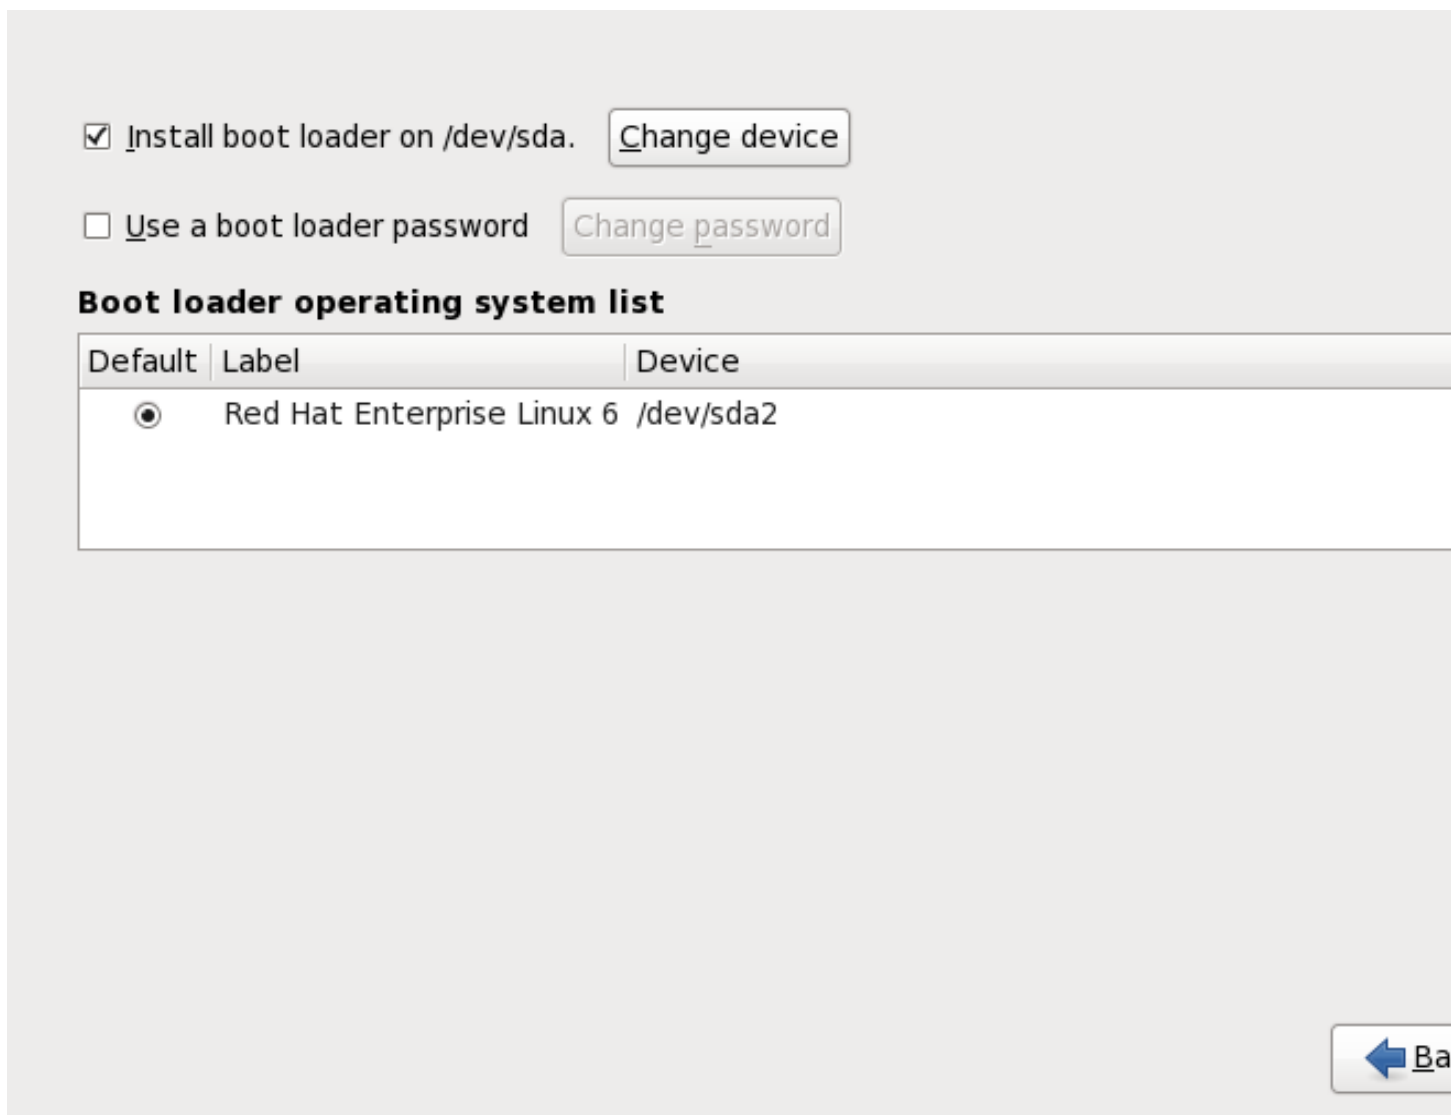 Install boot loader on /dev/sda. Change device
Use a boot loader password Change password
Boot loader operating system list
Default Label Device
Red Hat Enterprise Linux 6 /dev/sda2
Ba